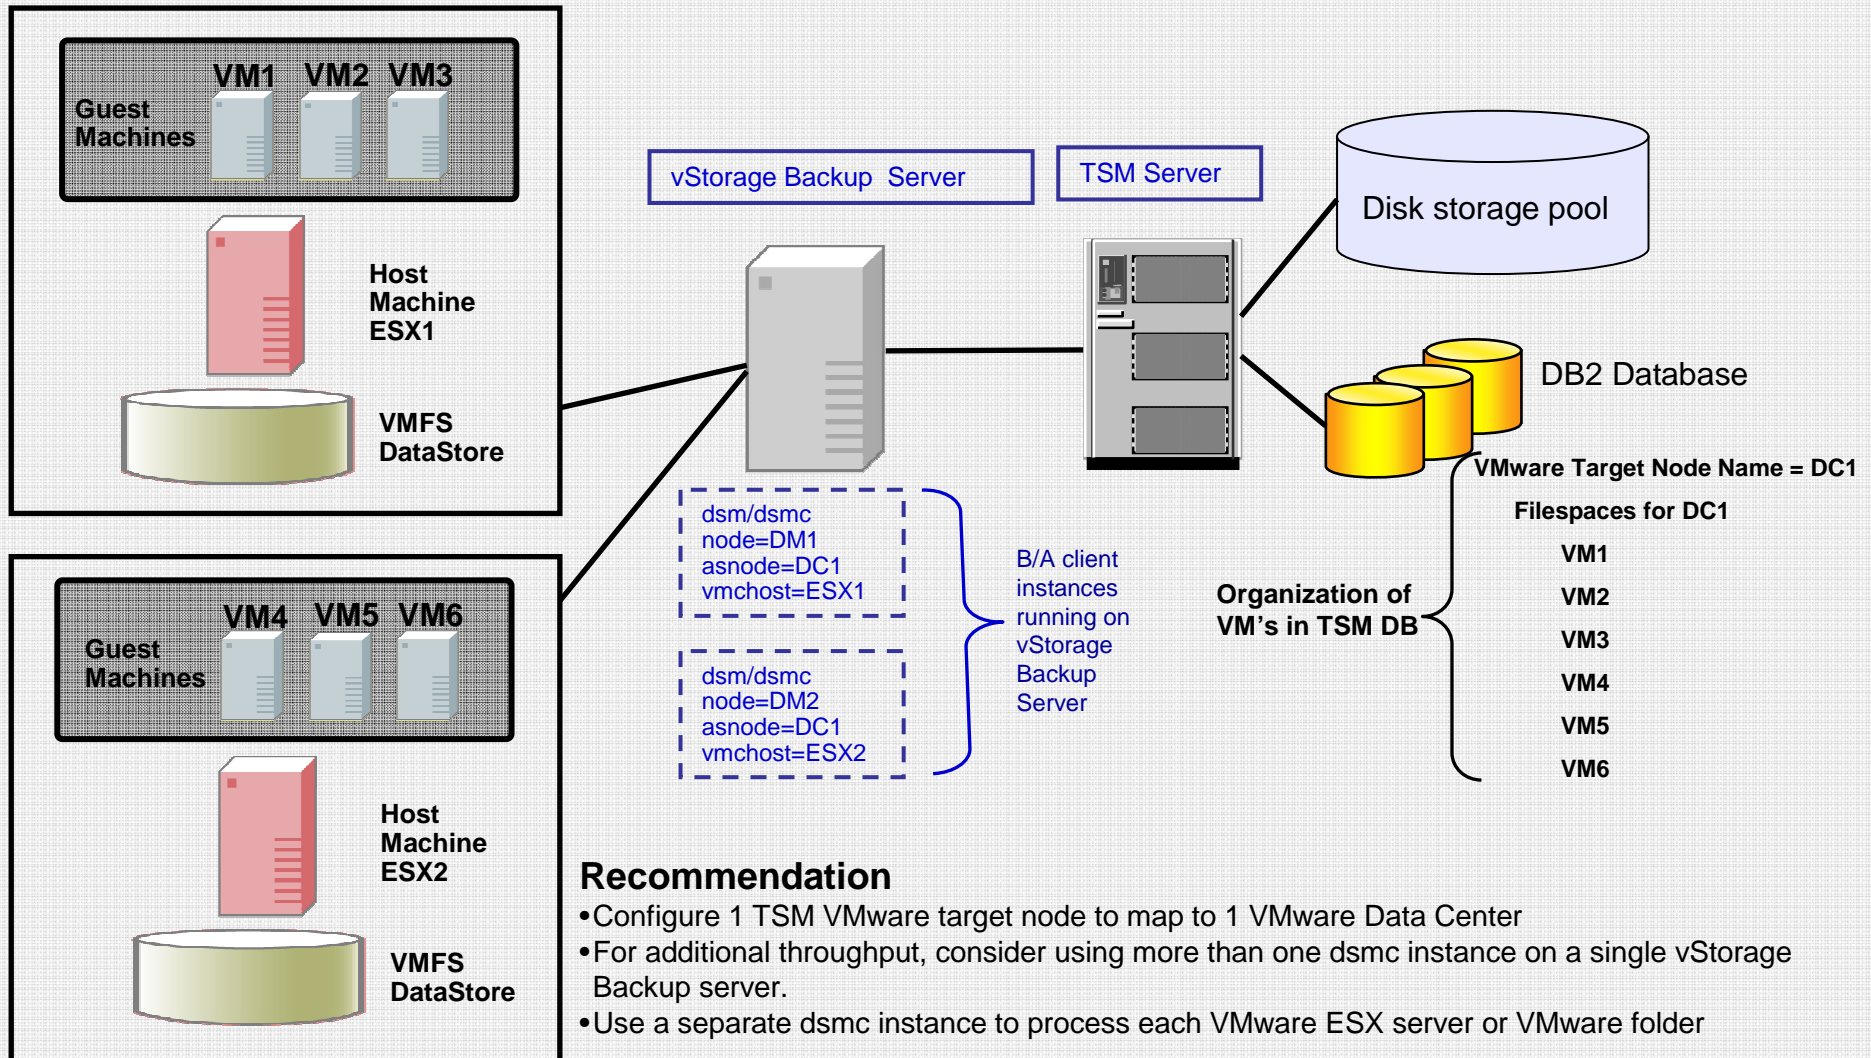 VM1 VM2 VM3
Guest
Machines
Host
Machine
ESX1
VMFS
DataStore
VM4 VM5 VM6
Guest
Machines
Host
Machine
ESX2
VMFS
DataStore
vStorage Backup Server
TSM Server
Disk storage pool
DB2 Database
dsm/dsmc
node=DM1
asnode=DC1
vmchost=ESX1
dsm/dsmc
node=DM2
asnode=DC1
vmchost=ESX2
B/A client
instances
running on
vStorage
Backup
Server
Organization of
VM's in TSM DB
VMware Target Node Name = DC1
Filespaces for DC1
VM1
VM2
VM3
VM4
VM5
VM6
Recommendation
•Configure 1 TSM VMware target node to map to 1 VMware Data Center
•For additional throughput, consider using more than one dsmc instance on a single vStorage
Backup server.
•Use a separate dsmc instance to process each VMware ESX server or VMware folder